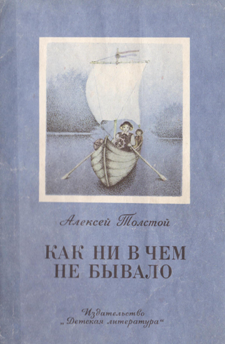 Алексей Толстой
КАК НИ В ЧЕМ
НЕ БЫВАЛО
Издательство
„Детская литература"